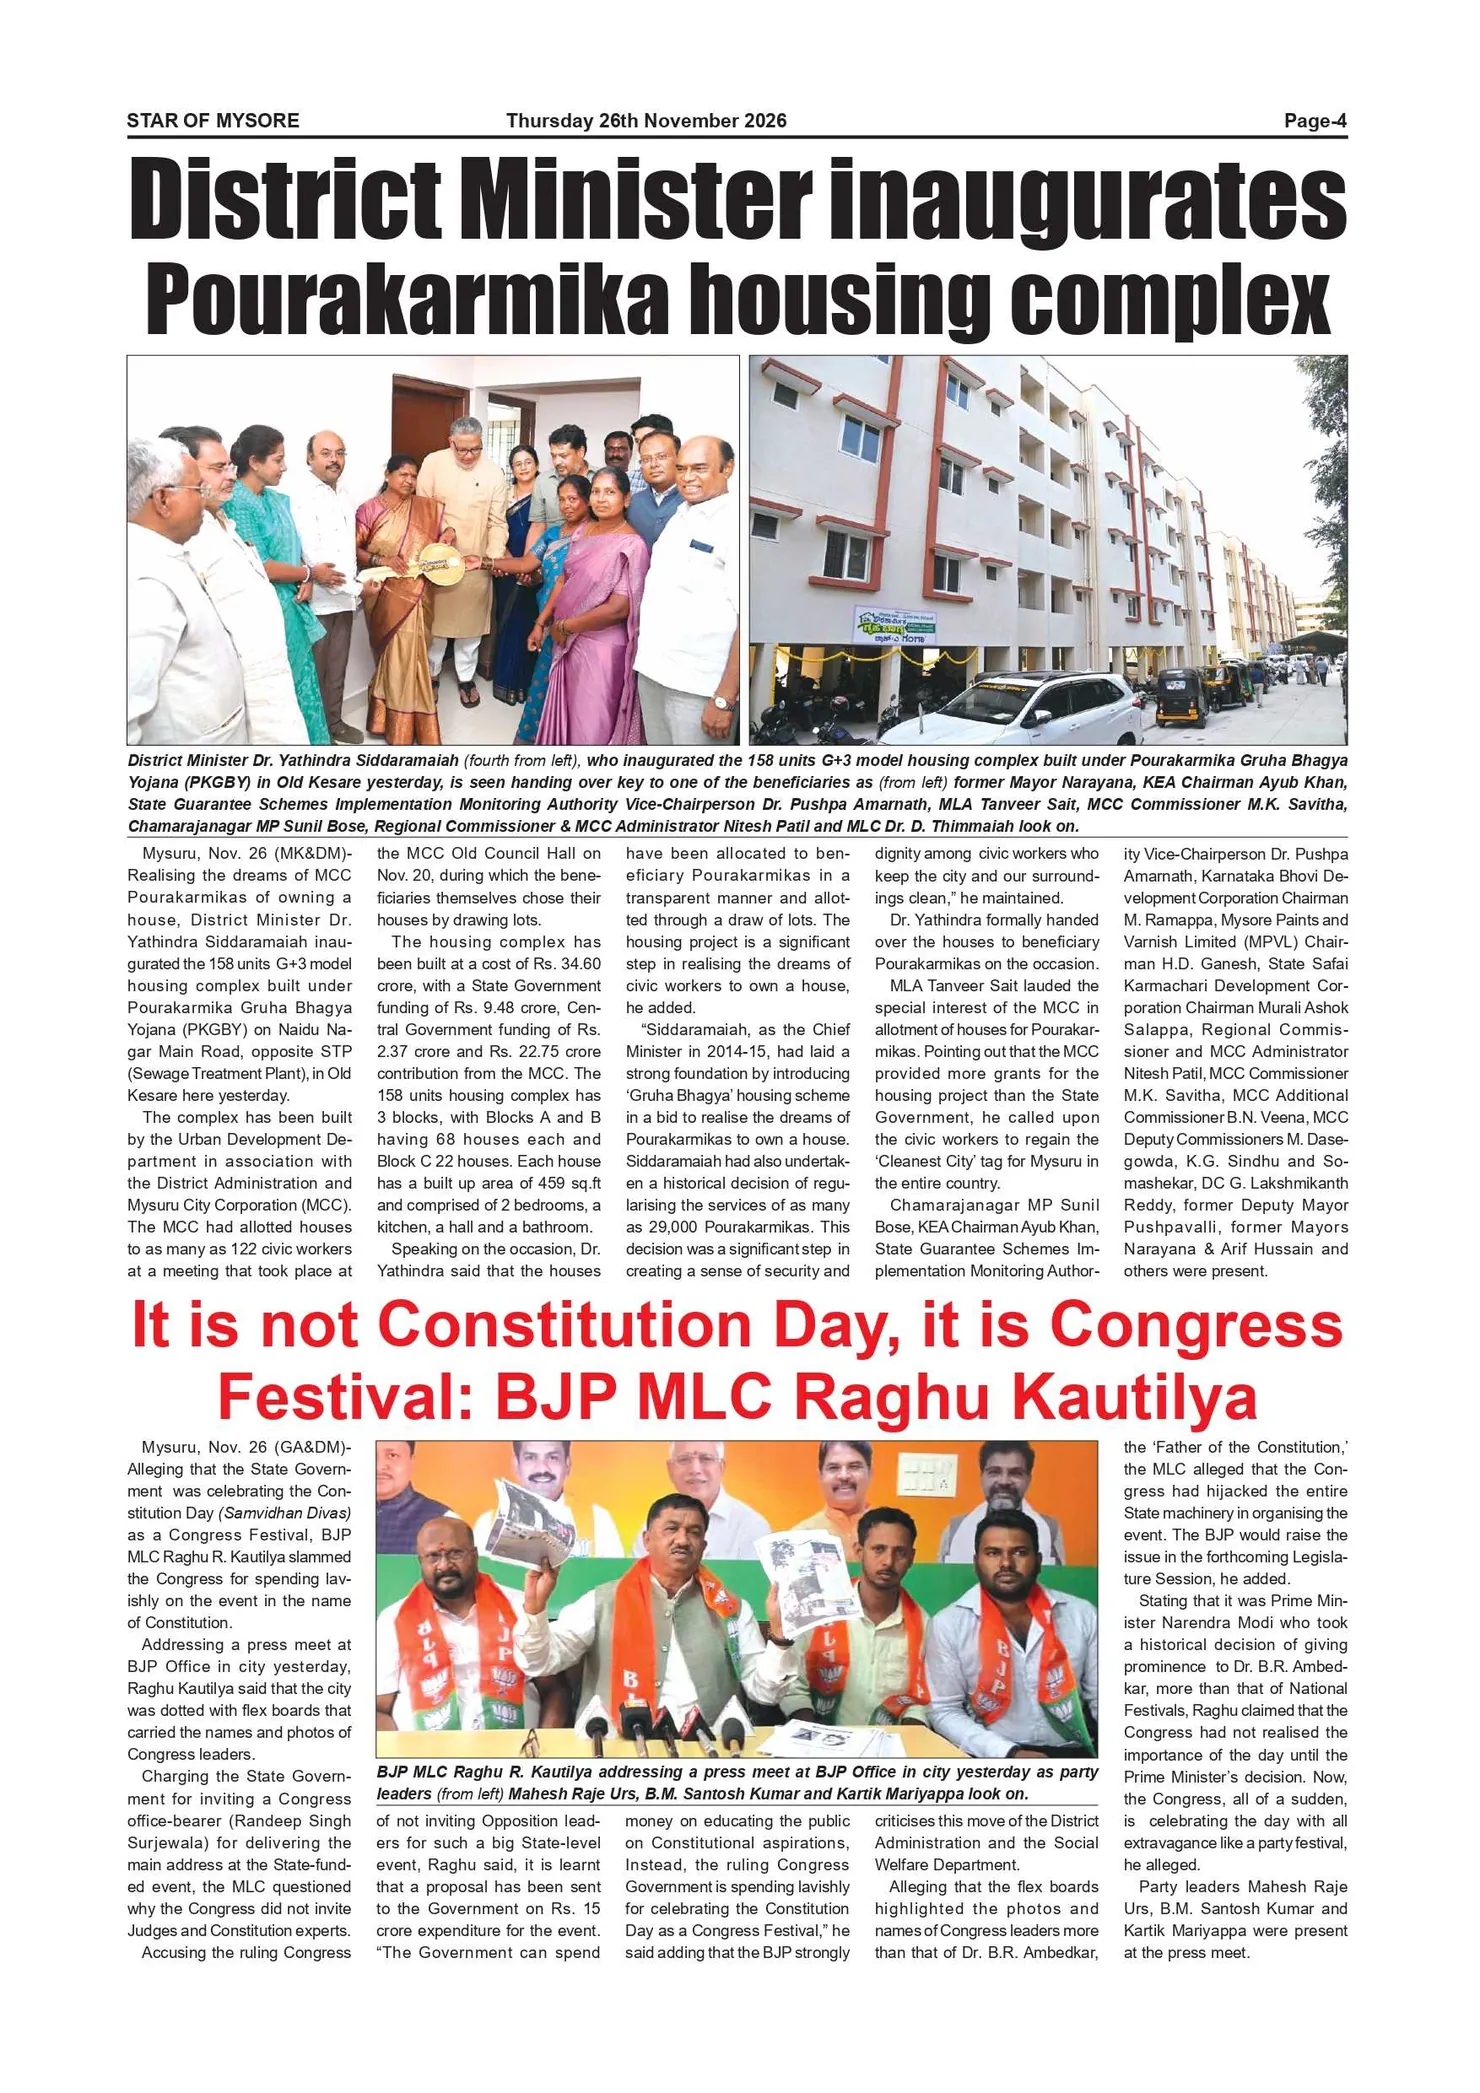 STAR OF MYSORE
Thursday 26th November 2026
Page-4
District Minister inaugurates
Pourakarmika housing complex
ಗೃಹ ಭಾಗ್ಯ
ಬ್ಲಾಕ್-ಎ ಗಂಗಾ
District Minister Dr. Yathindra Siddaramaiah (fourth from left), who inaugurated the 158 units G+3 model housing complex built under Pourakarmika Gruha Bhagya
Yojana (PKGBY) in Old Kesare yesterday, is seen handing over key to one of the beneficiaries as (from left) former Mayor Narayana, KEA Chairman Ayub Khan,
State Guarantee Schemes Implementation Monitoring Authority Vice-Chairperson Dr. Pushpa Amarnath, MLA Tanveer Sait, MCC Commissioner M.K. Savitha,
Chamarajanagar MP Sunil Bose, Regional Commissioner & MCC Administrator Nitesh Patil and MLC Dr. D. Thimmaiah look on.
Mysuru, Nov. 26 (MK&DM)-
Realising the dreams of MCC
Pourakarmikas of owning a
house, District Minister Dr.
Yathindra Siddaramaiah inau-
gurated the 158 units G+3 model
housing complex built under
Pourakarmika Gruha Bhagya
Yojana (PKGBY) on Naidu Na-
gar Main Road, opposite STP
(Sewage Treatment Plant), in Old
Kesare here yesterday.
The complex has been built
by the Urban Development De-
partment in association with
the District Administration and
Mysuru City Corporation (MCC).
The MCC had allotted houses
to as many as 122 civic workers
at a meeting that took place at
the MCC Old Council Hall on
Nov. 20, during which the bene-
ficiaries themselves chose their
houses by drawing lots.
The housing complex has
been built at a cost of Rs. 34.60
crore, with a State Government
funding of Rs. 9.48 crore, Cen-
tral Government funding of Rs.
2.37 crore and Rs. 22.75 crore
contribution from the MCC. The
158 units housing complex has
3 blocks, with Blocks A and B
having 68 houses each and
Block C 22 houses. Each house
has a built up area of 459 sq.ft
and comprised of 2 bedrooms, a
kitchen, a hall and a bathroom.
Speaking on the occasion, Dr.
Yathindra said that the houses
have been allocated to ben-
eficiary Pourakarmikas in a
transparent manner and allot-
ted through a draw of lots. The
housing project is a significant
step in realising the dreams of
civic workers to own a house,
he added.
“Siddaramaiah, as the Chief
Minister in 2014-15, had laid a
strong foundation by introducing
‘Gruha Bhagya’ housing scheme
in a bid to realise the dreams of
Pourakarmikas to own a house.
Siddaramaiah had also undertak-
en a historical decision of regu-
larising the services of as many
as 29,000 Pourakarmikas. This
decision was a significant step in
creating a sense of security and
dignity among civic workers who
keep the city and our surround-
ings clean,” he maintained.
Dr. Yathindra formally handed
over the houses to beneficiary
Pourakarmikas on the occasion.
MLA Tanveer Sait lauded the
special interest of the MCC in
allotment of houses for Pourakar-
mikas. Pointing out that the MCC
provided more grants for the
housing project than the State
Government, he called upon
the civic workers to regain the
‘Cleanest City’ tag for Mysuru in
the entire country.
Chamarajanagar MP Sunil
Bose, KEA Chairman Ayub Khan,
State Guarantee Schemes Im-
plementation Monitoring Author-
ity Vice-Chairperson Dr. Pushpa
Amarnath, Karnataka Bhovi De-
velopment Corporation Chairman
M. Ramappa, Mysore Paints and
Varnish Limited (MPVL) Chair-
man H.D. Ganesh, State Safai
Karmachari Development Cor-
poration Chairman Murali Ashok
Salappa, Regional Commis-
sioner and MCC Administrator
Nitesh Patil, MCC Commissioner
M.K. Savitha, MCC Additional
Commissioner B.N. Veena, MCC
Deputy Commissioners M. Dase-
gowda, K.G. Sindhu and So-
mashekar, DC G. Lakshmikanth
Reddy, former Deputy Mayor
Pushpavalli, former Mayors
Narayana & Arif Hussain and
others were present.
It is not Constitution Day, it is Congress
Festival: BJP MLC Raghu Kautilya
Mysuru, Nov. 26 (GA&DM)-
Alleging that the State Govern-
ment was celebrating the Con-
stitution Day (Samvidhan Divas)
as a Congress Festival, BJP
MLC Raghu R. Kautilya slammed
the Congress for spending lav-
ishly on the event in the name
of Constitution.
Addressing a press meet at
BJP Office in city yesterday,
Raghu Kautilya said that the city
was dotted with flex boards that
carried the names and photos of
Congress leaders.
Charging the State Govern-
ment for inviting a Congress
office-bearer (Randeep Singh
Surjewala) for delivering the
main address at the State-fund-
ed event, the MLC questioned
why the Congress did not invite
Judges and Constitution experts.
Accusing the ruling Congress
BJP
BJP
BJP
BJP MLC Raghu R. Kautilya addressing a press meet at BJP Office in city yesterday as party
leaders (from left) Mahesh Raje Urs, B.M. Santosh Kumar and Kartik Mariyappa look on.
of not inviting Opposition lead-
ers for such a big State-level
event, Raghu said, it is learnt
that a proposal has been sent
to the Government on Rs. 15
crore expenditure for the event.
“The Government can spend
money on educating the public
on Constitutional aspirations,
Instead, the ruling Congress
Government is spending lavishly
for celebrating the Constitution
Day as a Congress Festival,” he
said adding that the BJP strongly
criticises this move of the District
Administration and the Social
Welfare Department.
Alleging that the flex boards
highlighted the photos and
names of Congress leaders more
than that of Dr. B.R. Ambedkar,
the ‘Father of the Constitution,’
the MLC alleged that the Con-
gress had hijacked the entire
State machinery in organising the
event. The BJP would raise the
issue in the forthcoming Legisla-
ture Session, he added.
Stating that it was Prime Min-
ister Narendra Modi who took
a historical decision of giving
prominence to Dr. B.R. Ambed-
kar, more than that of National
Festivals, Raghu claimed that the
Congress had not realised the
importance of the day until the
Prime Minister’s decision. Now,
the Congress, all of a sudden,
is celebrating the day with all
extravagance like a party festival,
he alleged.
Party leaders Mahesh Raje
Urs, B.M. Santosh Kumar and
Kartik Mariyappa were present
at the press meet.